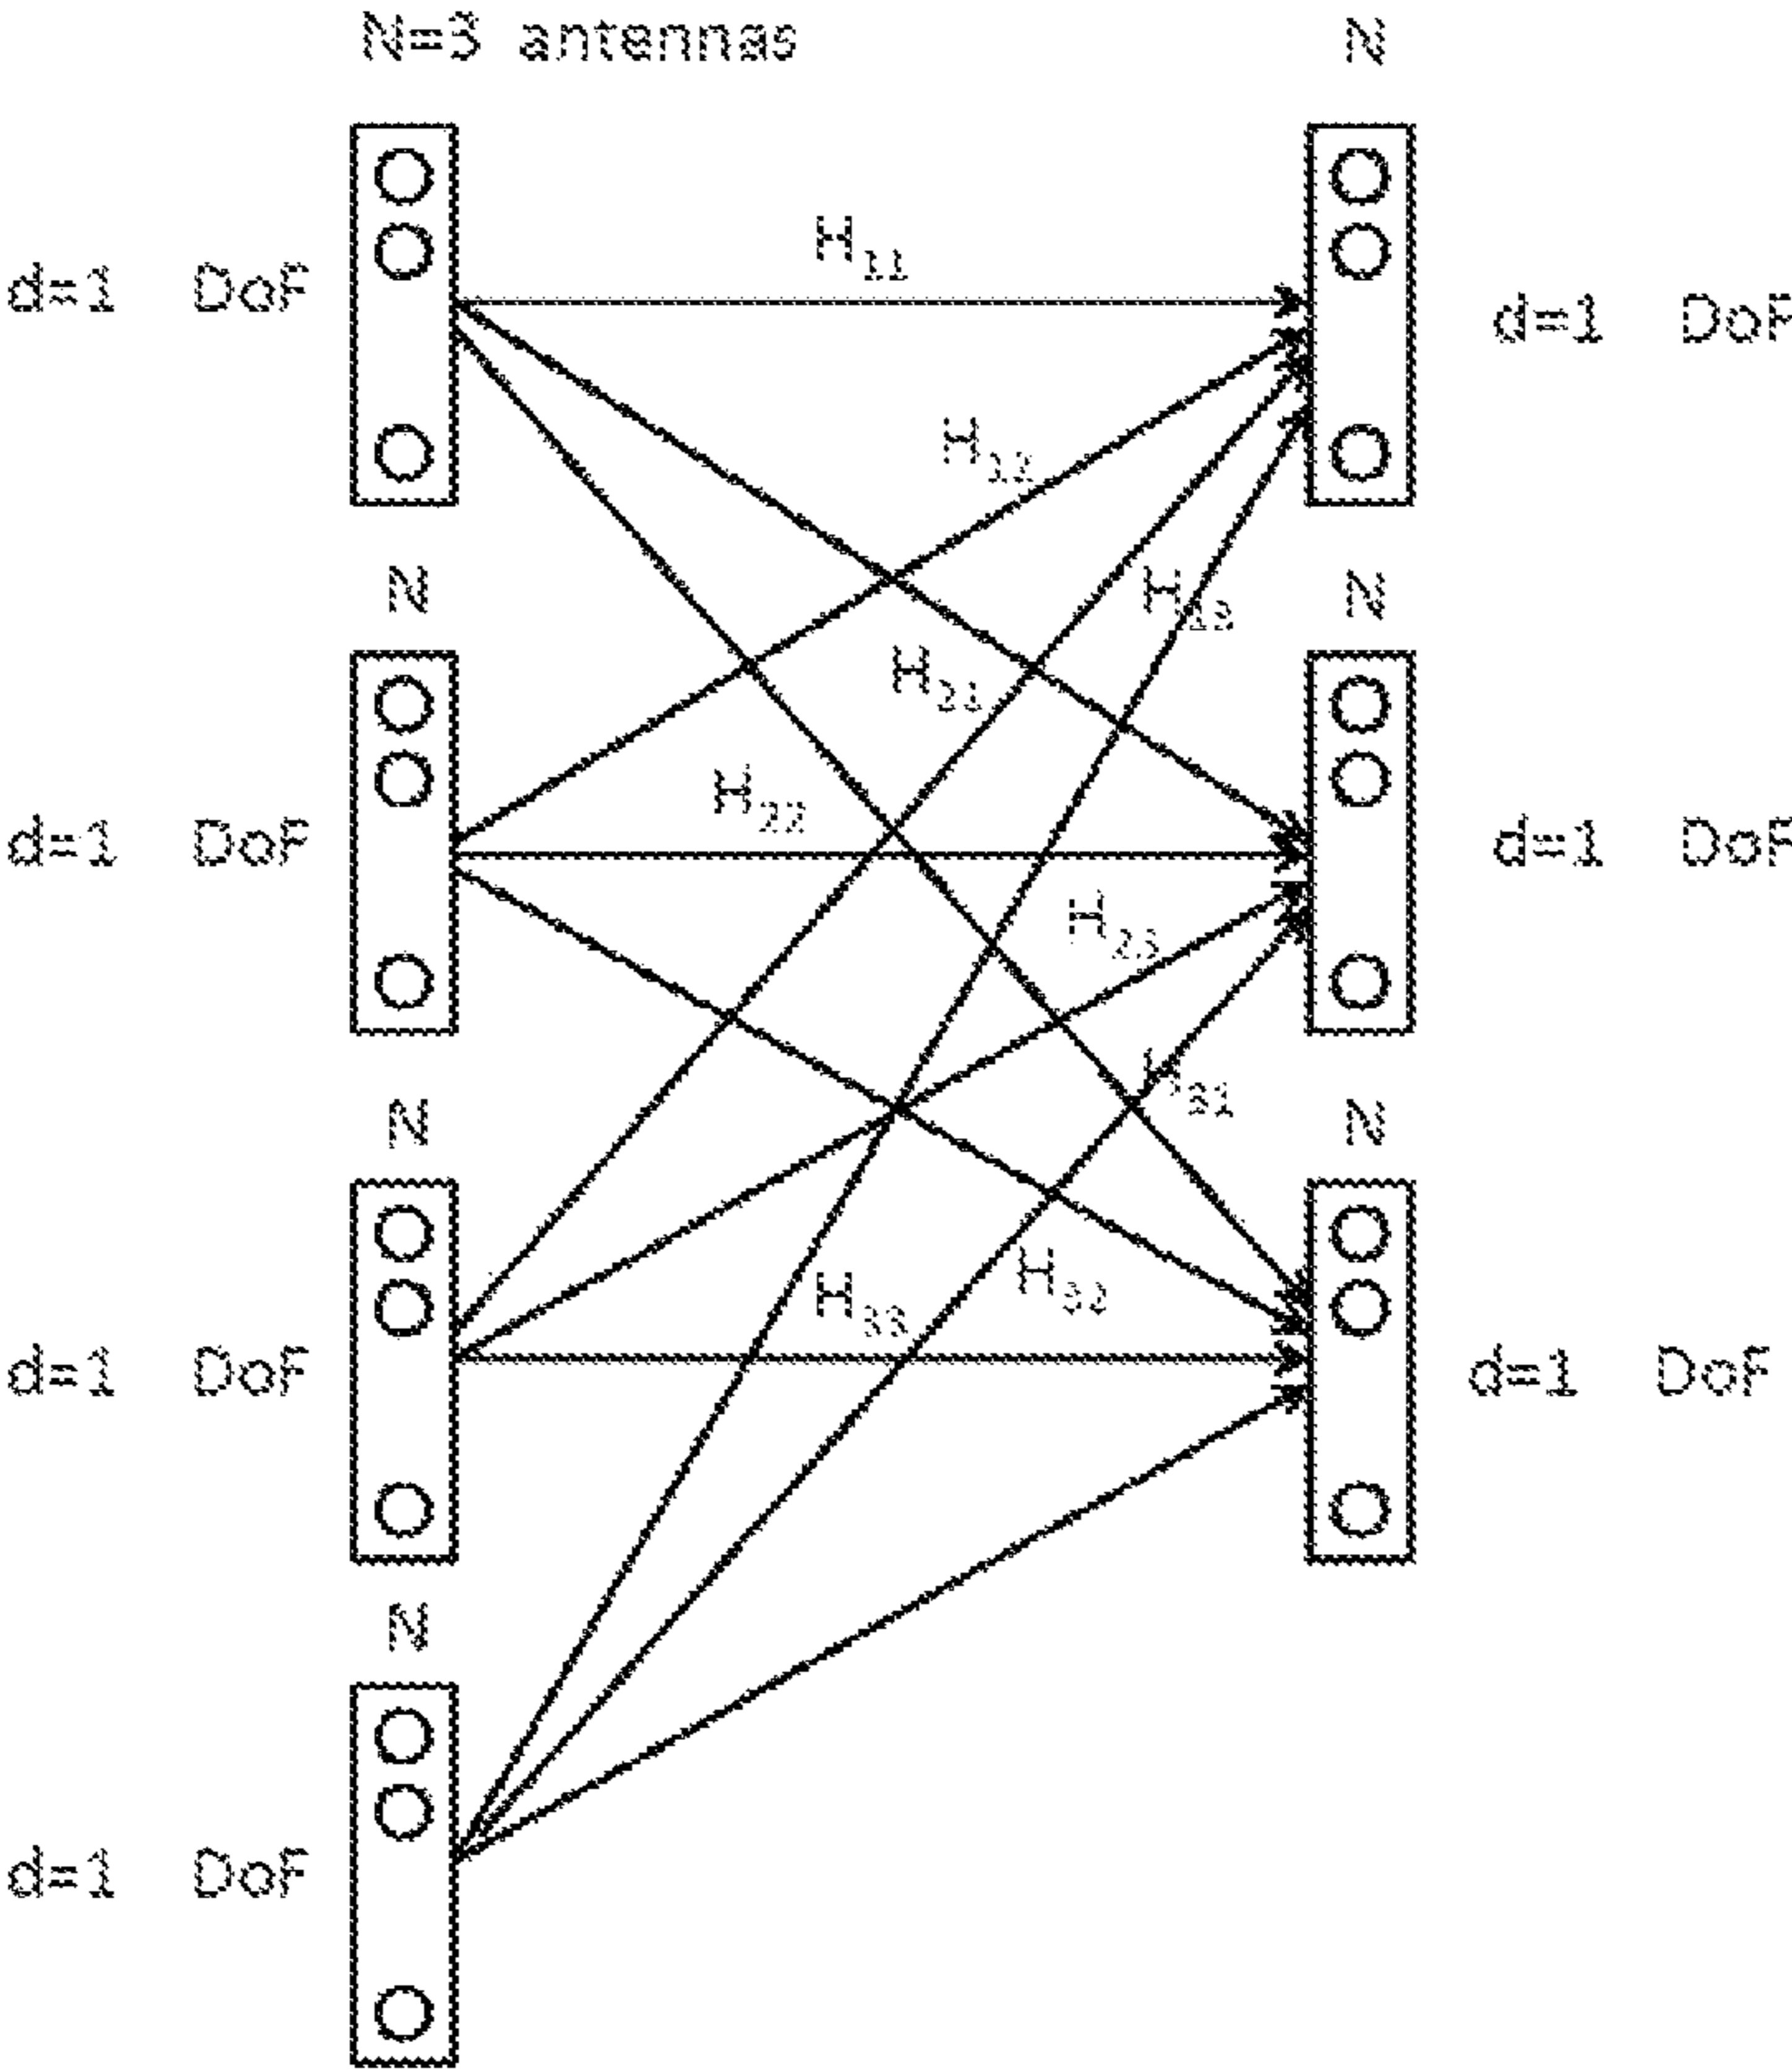 N=3 antennas
N
H11
d=1 DoF
d=1 DoF
H12
N
H13
N
H21
H22
d=1 DoF
d=1 DoF
H23
N
H31
N
H33
H32
d=1 DoF
d=1 DoF
N
d=1 DoF